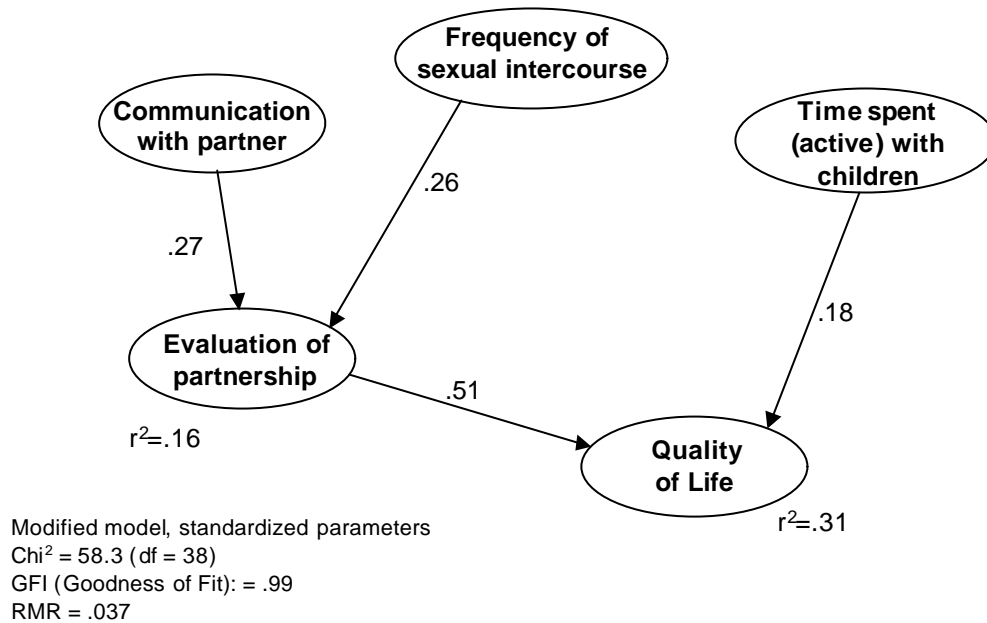 Frequency of
sexual intercourse
Communication
with partner
Time spent
(active) with
children
.26
.27
.18
Evaluation of
partnership
.51
r²=.16
Quality
of Life
r²=.31
Modified model, standardized parameters
Chi² = 58.3 (df = 38)
GFI (Goodness of Fit): = .99
RMR = .037